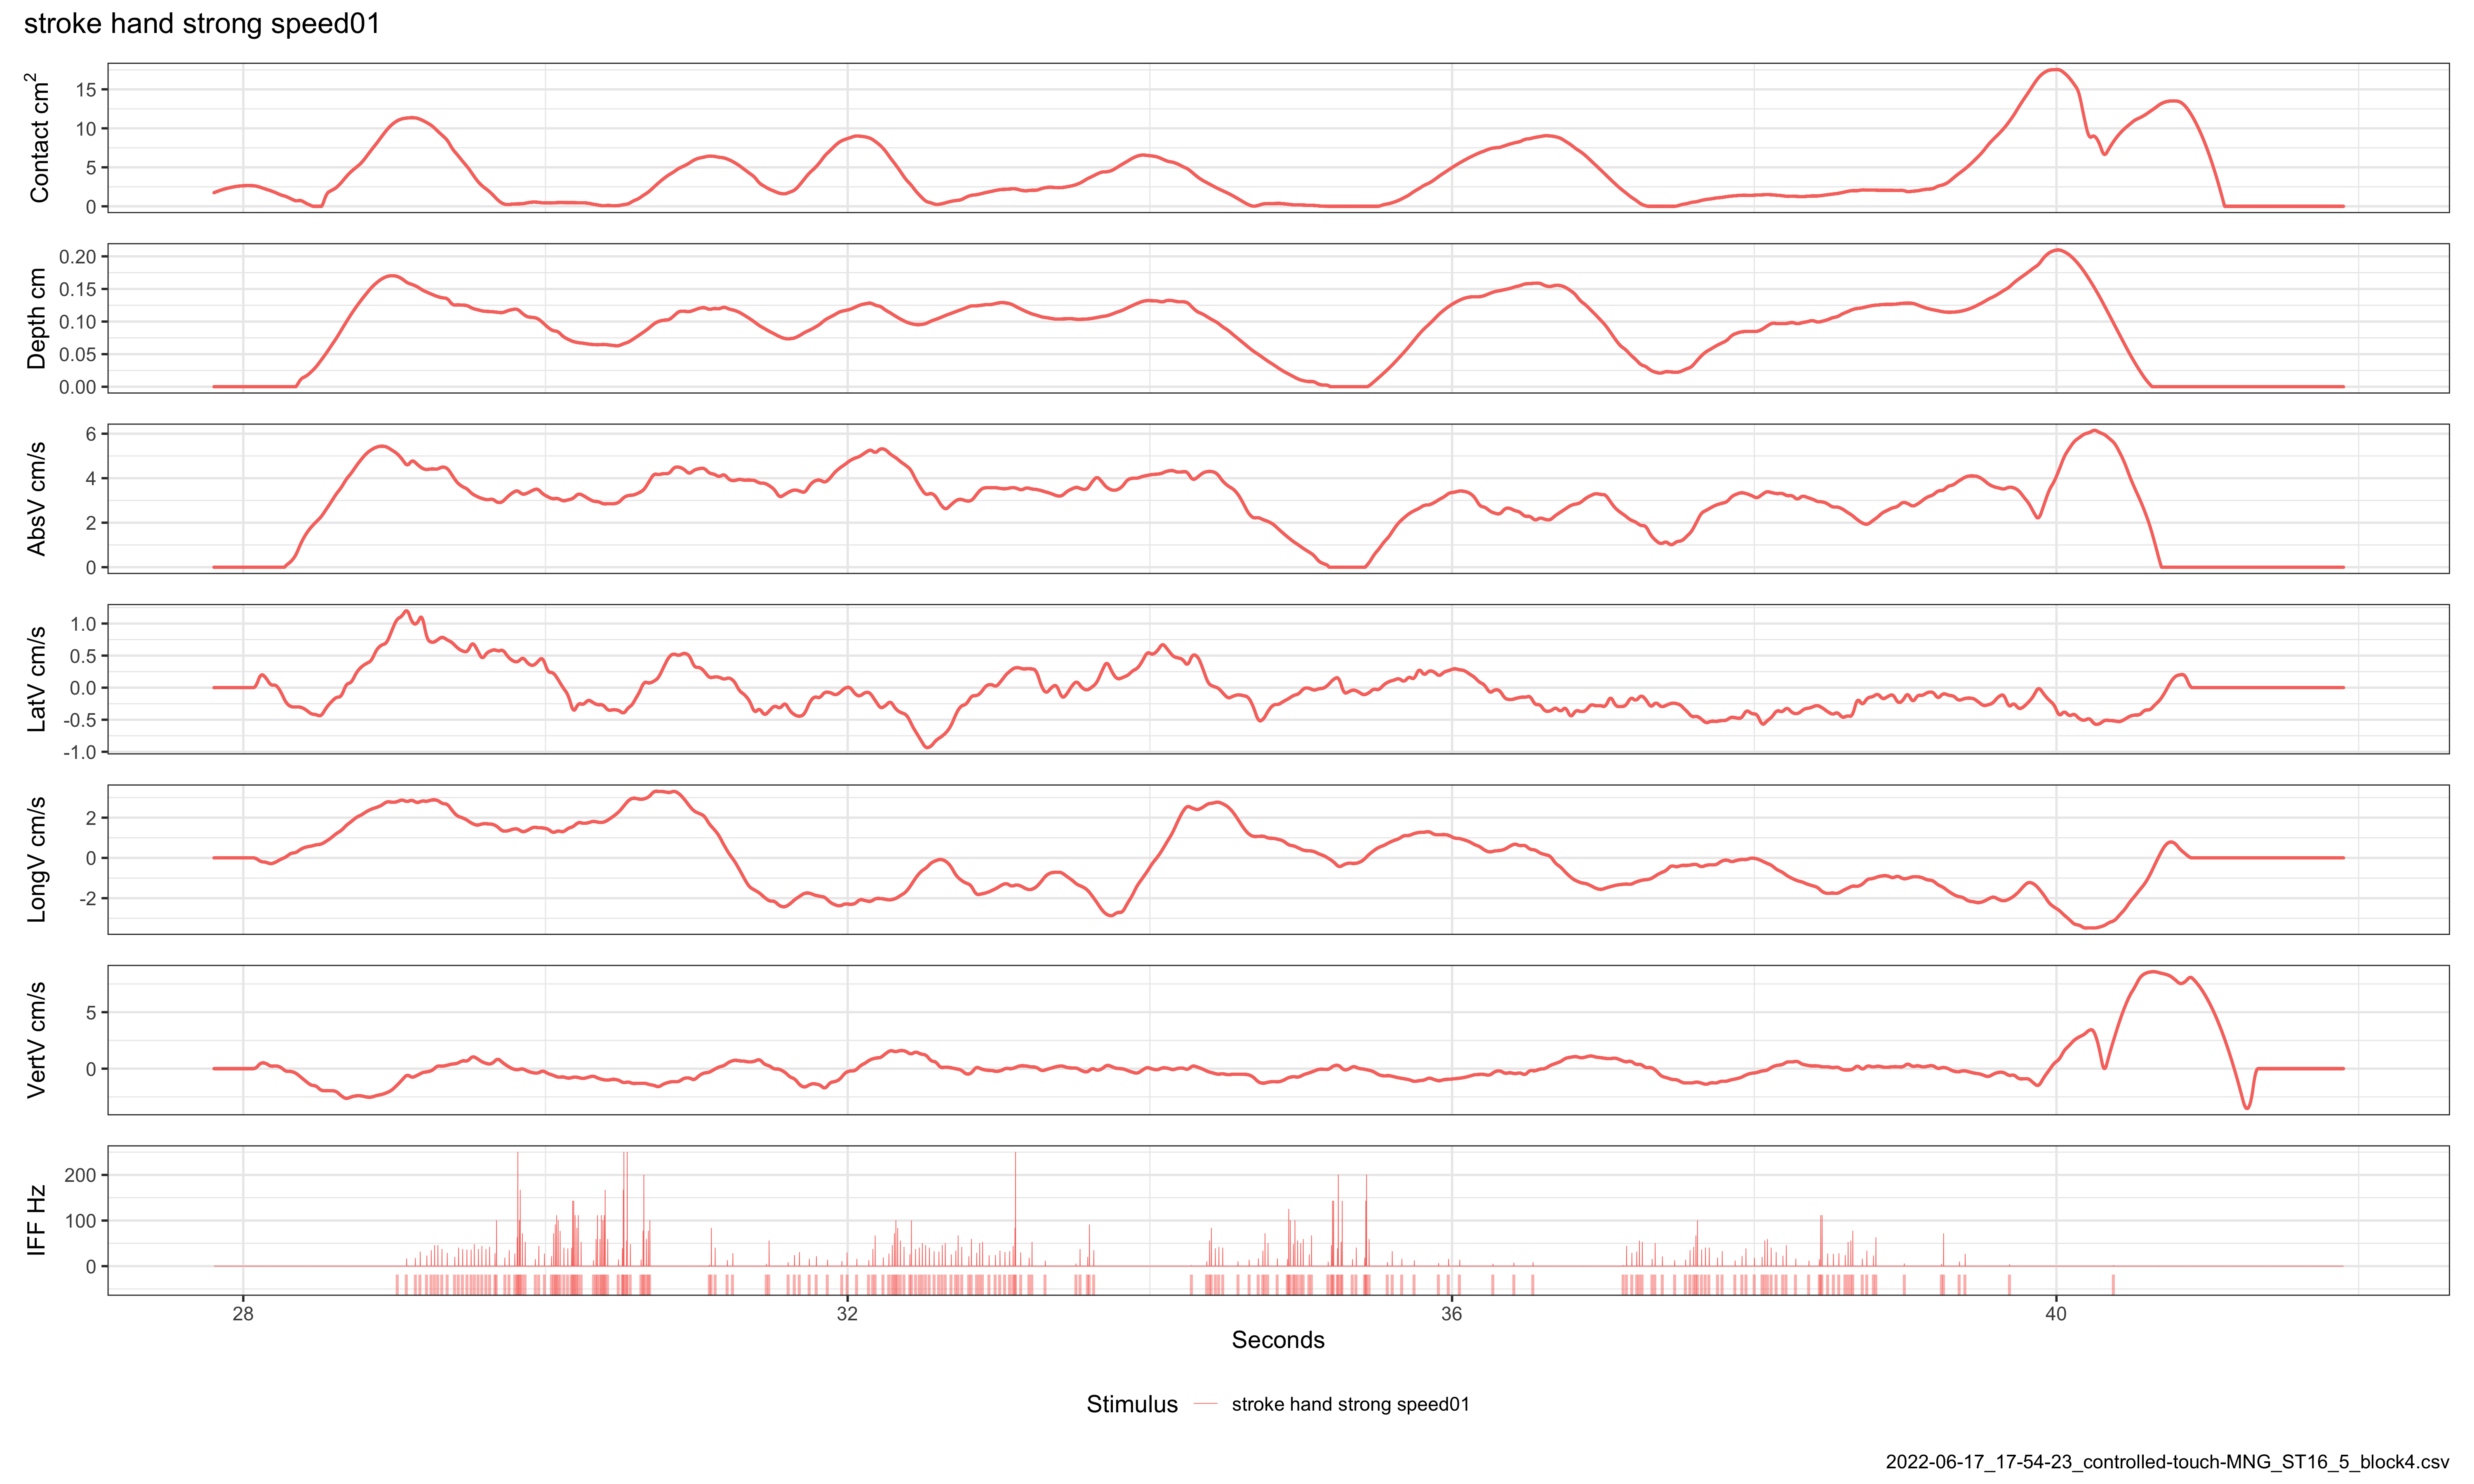 stroke hand strong speed01
Contact cm²
15
10
5
0
Depth cm
0.20
0.15
0.10
0.05
0.00
AbsV cm/s
6
4
2
0
LatV cm/s
1.0
0.5
0.0
-0.5
-1.0
LongV cm/s
2
0
-2
VertV cm/s
5
0
IFF Hz
200
100
0
28 32 36 40
Seconds
Stimulus stroke hand strong speed01
2022-06-17_17-54-23_controlled-touch-MNG_ST16_5_block4.csv